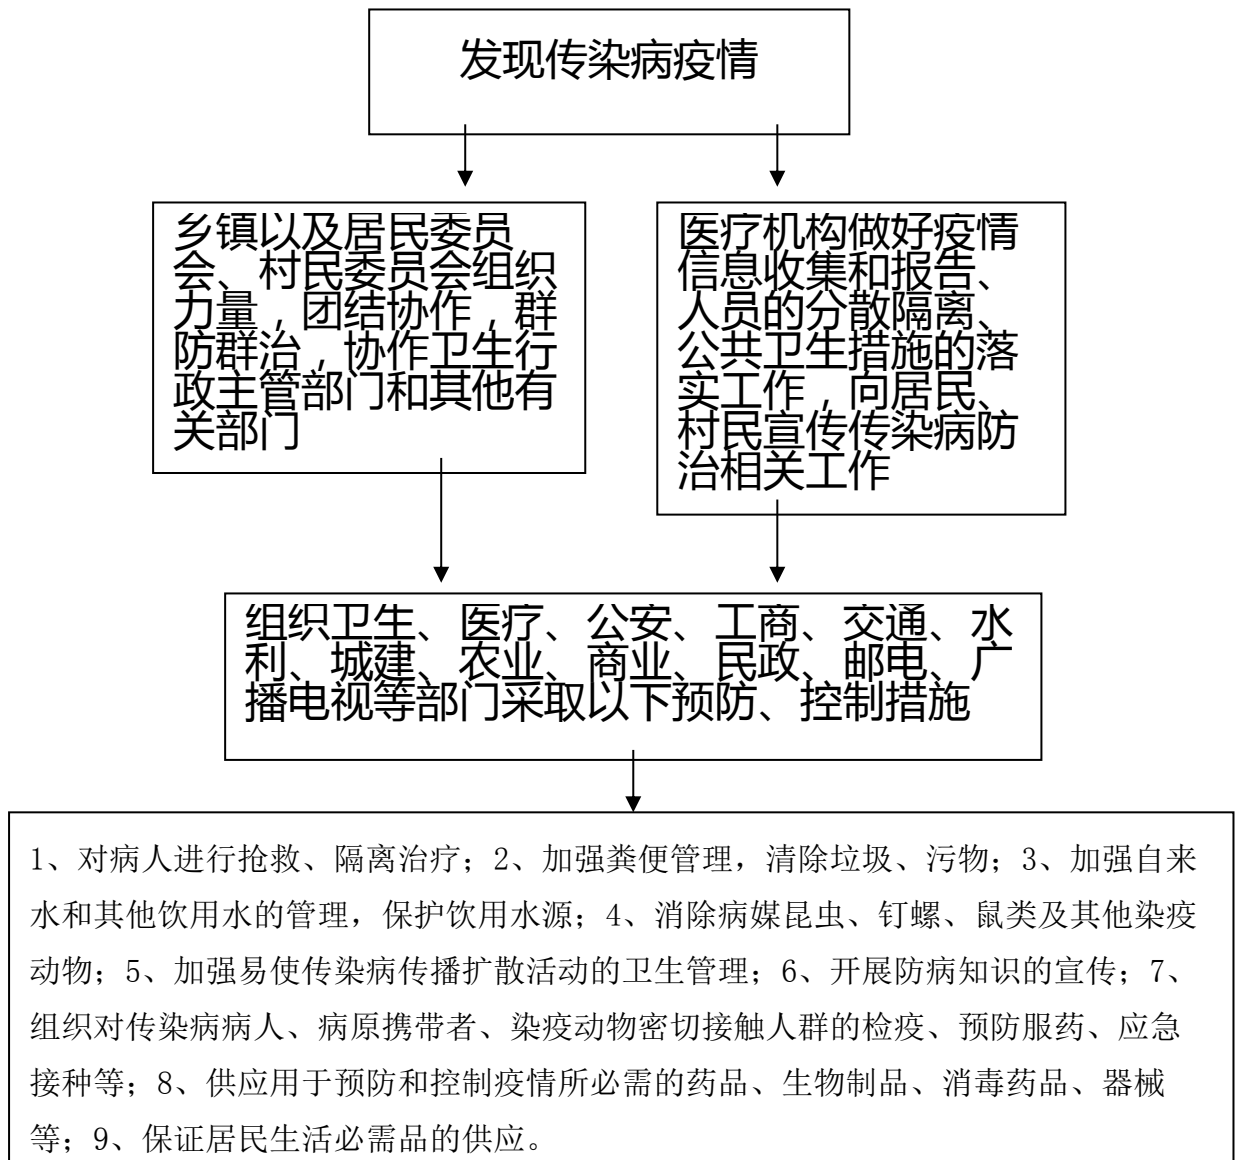 发现传染病疫情
乡镇以及居民委员
会、村民委员会组织
力量，团结协作，群
防群治，协作卫生行
政主管部门和其他有
关部门
医疗机构做好疫情
信息收集和报告、
人员的分散隔离、
公共卫生措施的落
实工作，向居民、
村民宣传传染病防
治相关工作
组织卫生、医疗、公安、工商、交通、水
利、城建、农业、商业、民政、邮电、广
播电视等部门采取以下预防、控制措施
1、对病人进行抢救、隔离治疗；2、加强粪便管理，清除垃圾、污物；3、加强自来
水和其他饮用水的管理，保护饮用水源；4、消除病媒昆虫、钉螺、鼠类及其他染疫
动物；5、加强易使传染病传播扩散活动的卫生管理；6、开展防病知识的宣传；7、
组织对传染病病人、病原携带者、染疫动物密切接触人群的检疫、预防服药、应急
接种等；8、供应用于预防和控制疫情所必需的药品、生物制品、消毒药品、器械
等；9、保证居民生活必需品的供应。